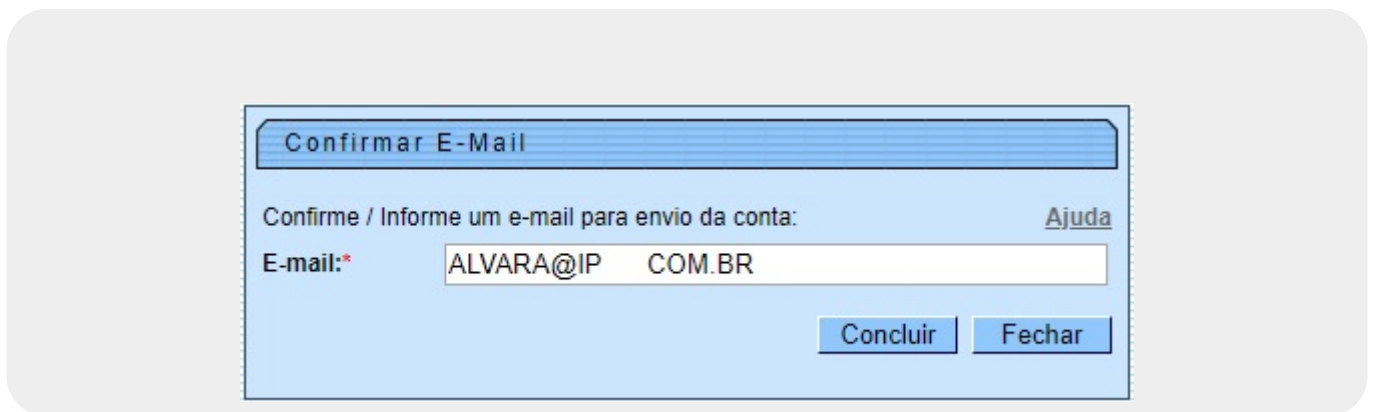 Confirmar E-Mail
Confirme / Informe um e-mail para envio da conta: Ajuda
E-mail:* ALVARA@IP COM.BR
Concluir Fechar